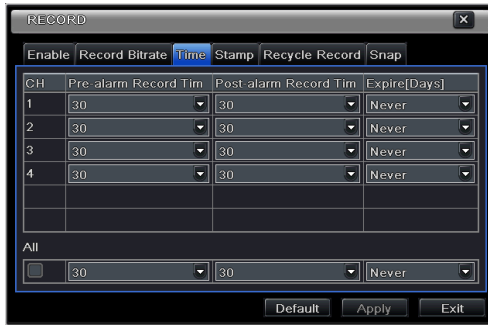 RECORD
Enable Record Bitrate Time Stamp Recycle Record Snap
CH Pre-alarm Record Tim Post-alarm Record Tim Expire[Days]
1 30 30 Never
2 30 30 Never
3 30 30 Never
4 30 30 Never
All
30 30 Never
Default Apply Exit